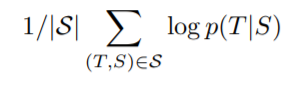 1/|𝒮| ∑ log p(T|S)
(T,S)∈𝒮